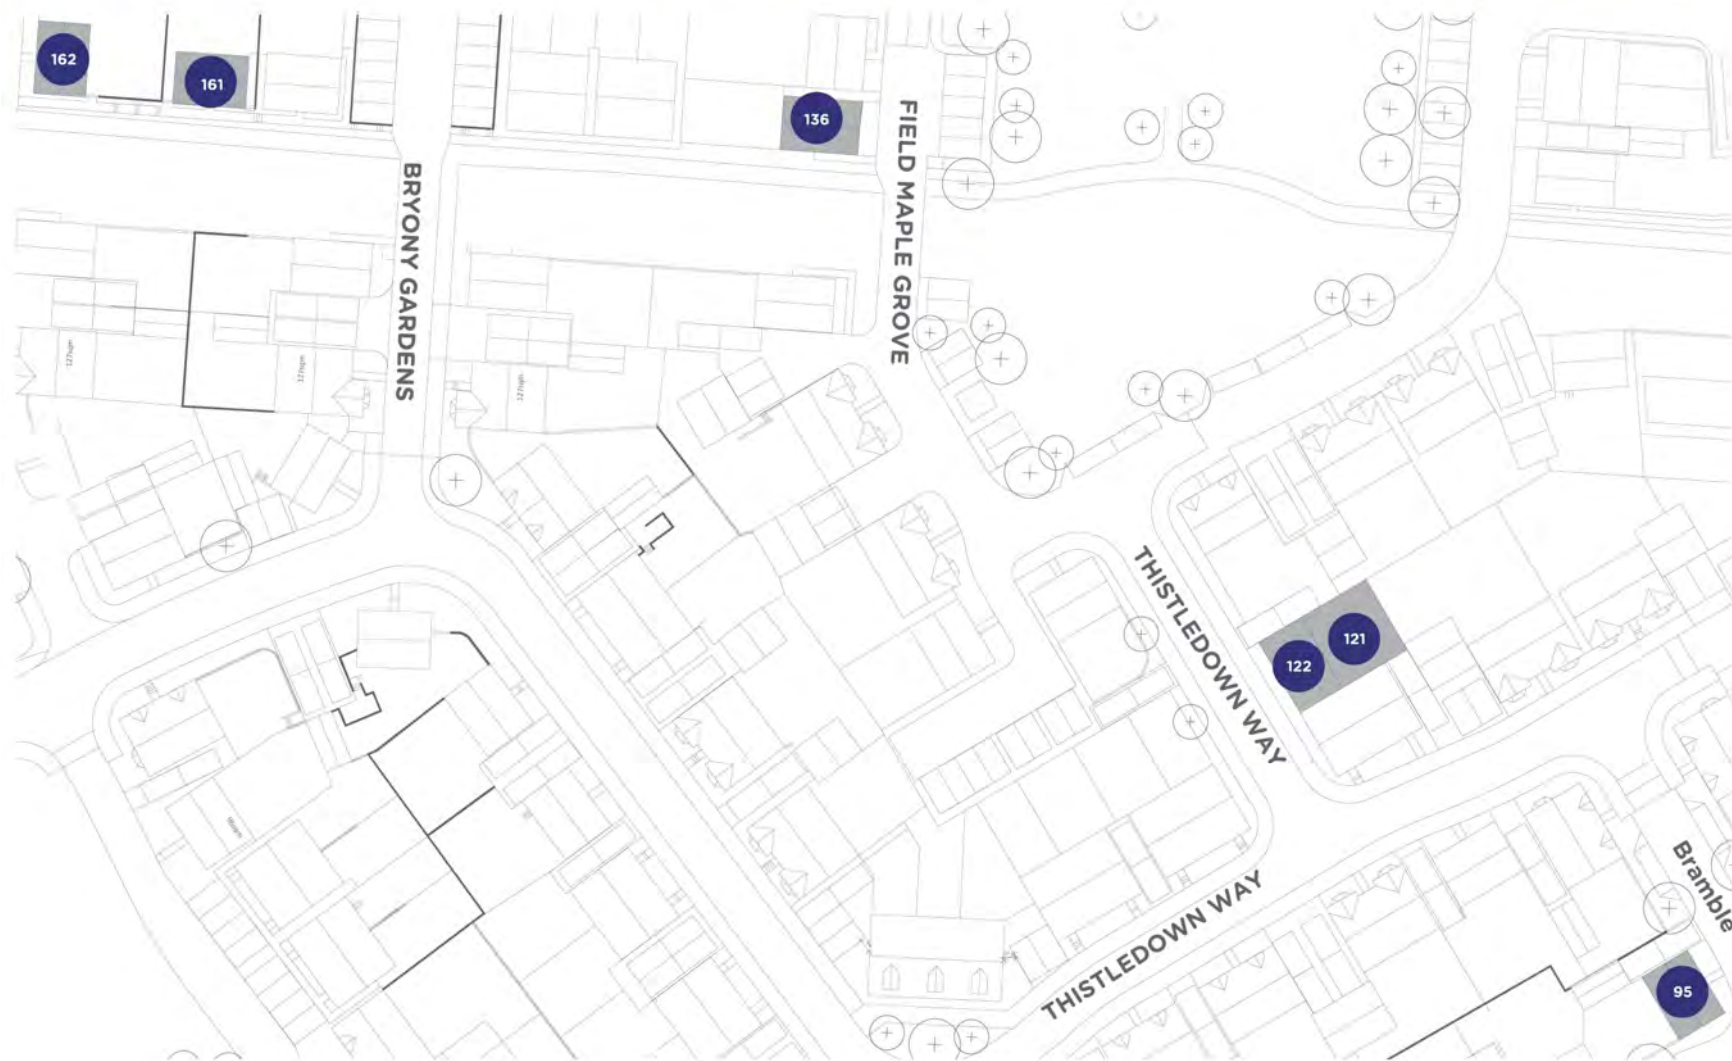 162
161
136
FIELD MAPLE GROVE
BRYONY GARDENS
THISTLEDOWN WAY
121
122
THISTLEDOWN WAY
Bramble
95